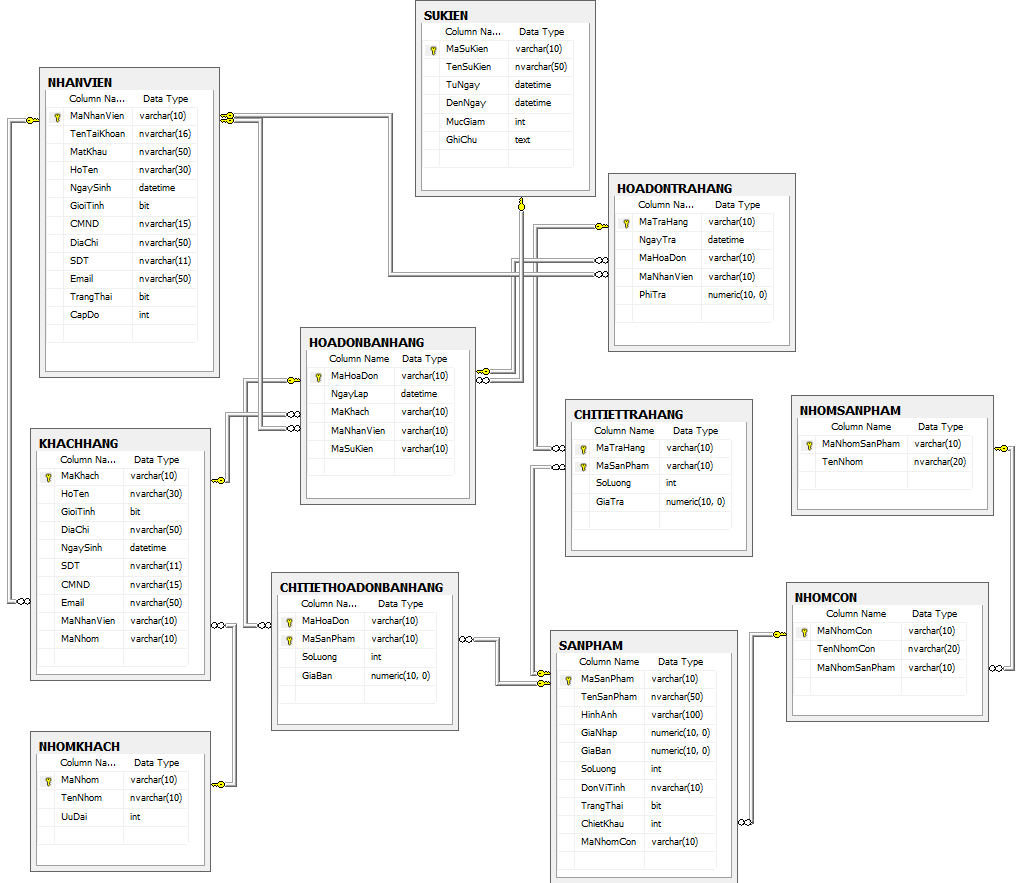 SUKIEN
Column Na... Data Type
MaSuKien varchar(10)
TenSuKien nvarchar(50)
TuNgay datetime
DenNgay datetime
MucGiam int
GhiChu text
NHANVIEN
Column Na... Data Type
MaNhanVien varchar(10)
TenTaiKhoan nvarchar(16)
MatKhau nvarchar(50)
HoTen nvarchar(30)
NgaySinh datetime
GioiTinh bit
CMND nvarchar(15)
DiaChi nvarchar(50)
SDT nvarchar(11)
Email nvarchar(50)
TrangThai bit
CapDo int
HOADONTRAHANG
Column Na... Data Type
MaTraHang varchar(10)
NgayTra datetime
MaHoaDon varchar(10)
MaNhanVien varchar(10)
PhiTra numeric(10, 0)
HOADONBANHANG
Column Name Data Type
MaHoaDon varchar(10)
NgayLap datetime
MaKhach varchar(10)
MaNhanVien varchar(10)
MaSuKien varchar(10)
CHITIETTRAHANG
Column Name Data Type
MaTraHang varchar(10)
MaSanPham varchar(10)
SoLuong int
GiaTra numeric(10, 0)
NHOMSANPHAM
Column Name Data Type
MaNhomSanPham varchar(10)
TenNhom nvarchar(20)
KHACHHANG
Column Na... Data Type
MaKhach varchar(10)
HoTen nvarchar(30)
GioiTinh bit
DiaChi nvarchar(50)
NgaySinh datetime
SDT nvarchar(11)
CMND nvarchar(15)
Email nvarchar(50)
MaNhanVien varchar(10)
MaNhom varchar(10)
CHITIETHOADONBANHANG
Column Na... Data Type
MaHoaDon varchar(10)
MaSanPham varchar(10)
SoLuong int
GiaBan numeric(10, 0)
NHOMCON
Column Name Data Type
MaNhomCon varchar(10)
TenNhomCon nvarchar(20)
MaNhomSanPham varchar(10)
SANPHAM
Column Name Data Type
MaSanPham varchar(10)
TenSanPham nvarchar(50)
HinhAnh varchar(100)
GiaNhap numeric(10, 0)
GiaBan numeric(10, 0)
SoLuong int
DonViTinh nvarchar(10)
TrangThai bit
ChietKhau int
MaNhomCon varchar(10)
NHOMKHACH
Column Na... Data Type
MaNhom varchar(10)
TenNhom nvarchar(10)
UuDai int